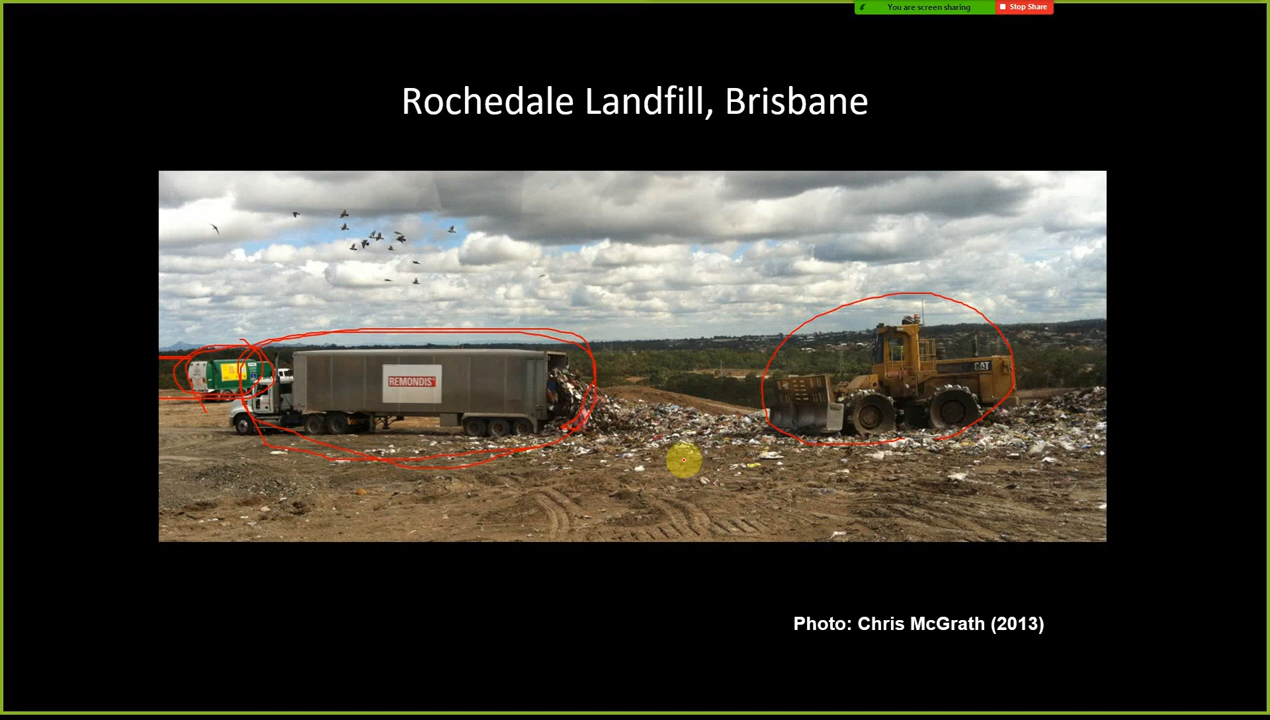 You are screen sharing
Stop Share
Rochedale Landfill, Brisbane
REMONDIS
CAT
Photo: Chris McGrath (2013)